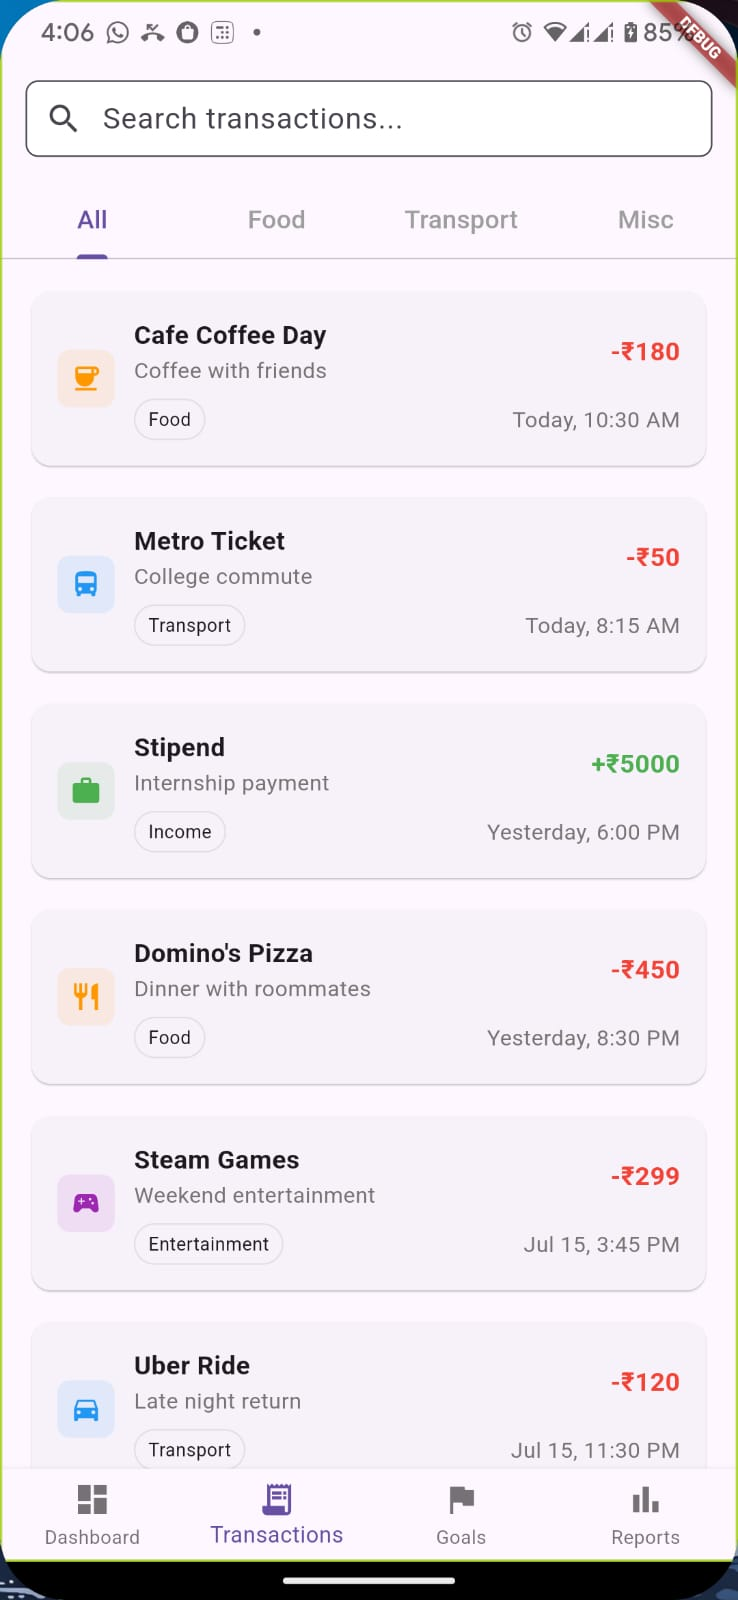 4:06
85%
DEBUG
Search transactions...
All Food Transport Misc
Cafe Coffee Day
-₹180
Coffee with friends
Food
Today, 10:30 AM
Metro Ticket
-₹50
College commute
Transport
Today, 8:15 AM
Stipend
+₹5000
Internship payment
Income
Yesterday, 6:00 PM
Domino's Pizza
-₹450
Dinner with roommates
Food
Yesterday, 8:30 PM
Steam Games
-₹299
Weekend entertainment
Entertainment
Jul 15, 3:45 PM
Uber Ride
-₹120
Late night return
Transport
Jul 15, 11:30 PM
Dashboard Transactions Goals Reports